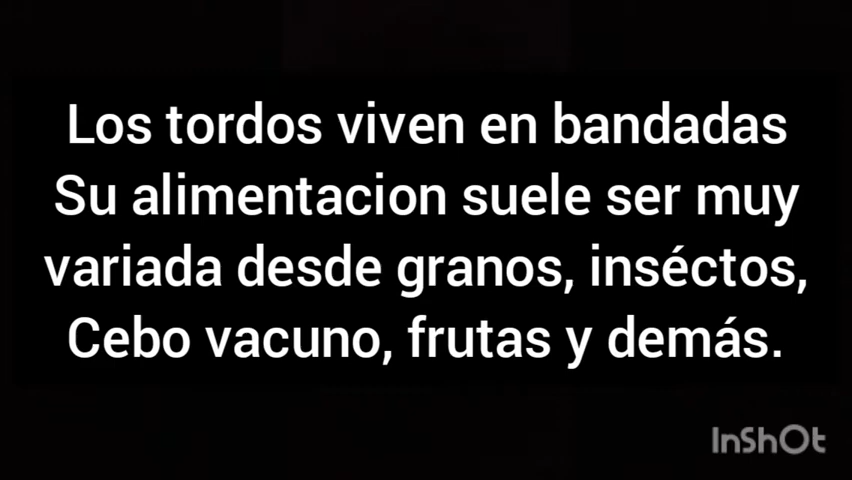 Los tordos viven en bandadas
Su alimentacion suele ser muy
variada desde granos, inséctos,
Cebo vacuno, frutas y demás.
InShOt